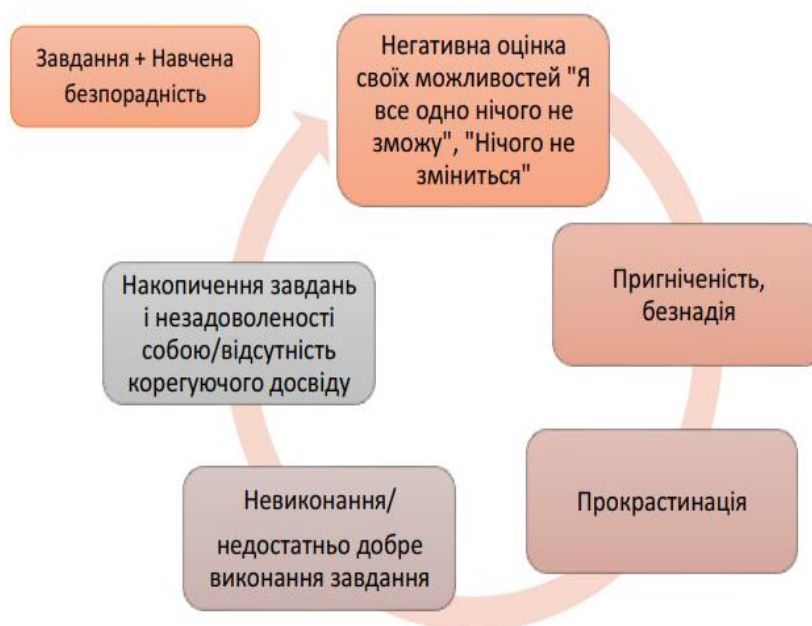 Завдання + Навчена
безпорадність
Негативна оцінка
своїх можливостей "Я
все одно нічого не
зможу", "Нічого не
зміниться"
Пригніченість,
безнадія
Прокрастинація
Невиконання/
недостатньо добре
виконання завдання
Накопичення завдань
і незадоволеності
собою/відсутність
корегуючого досвіду